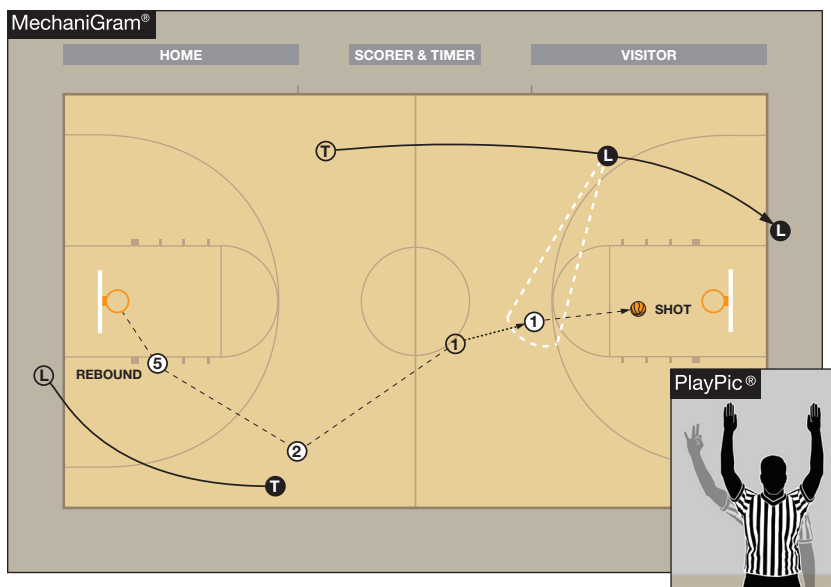 MechaniGram®
HOME
SCORER & TIMER
VISITOR
T
L
L
1
SHOT
1
5
REBOUND
L
2
T
PlayPic®